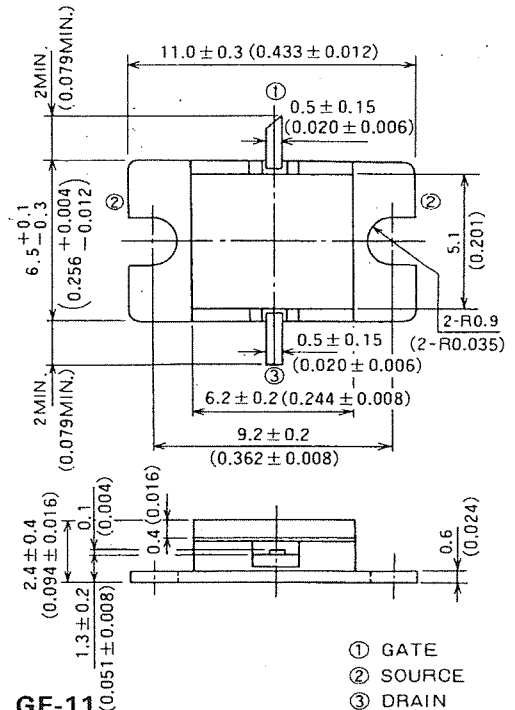 11.0 ± 0.3 (0.433 ± 0.012)
2MIN.
(0.079MIN.)
①
0.5 ± 0.15
(0.020 ± 0.006)
②
②
6.5 +0.1 −0.3
(0.256 +0.004 −0.012)
5.1
(0.201)
2-R0.9
(2-R0.035)
0.5 ± 0.15
(0.020 ± 0.006)
③
2MIN.
(0.079MIN.)
6.2 ± 0.2 (0.244 ± 0.008)
9.2 ± 0.2
(0.362 ± 0.008)
2.4 ± 0.4
(0.094 ± 0.016)
0.1
(0.004)
0.4 (0.016)
0.6
(0.024)
1.3 ± 0.2
(0.051 ± 0.008)
① GATE
② SOURCE
③ DRAIN
GF-11